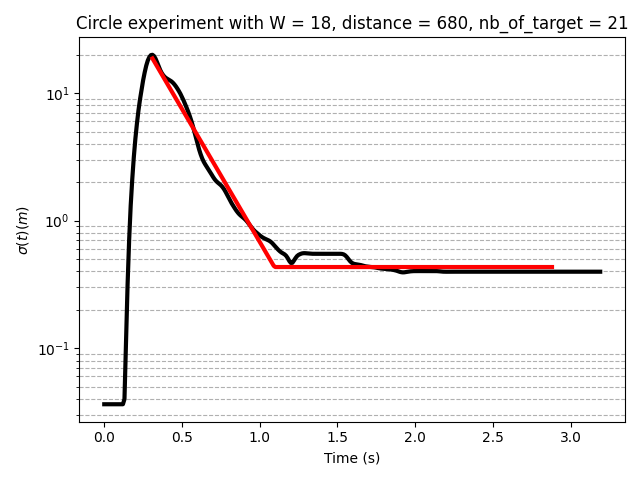 Circle experiment with W = 18, distance = 680, nb_of_target = 21
σ(t)(m)
10¹
10⁰
10⁻¹
0.0 0.5 1.0 1.5 2.0 2.5 3.0
Time (s)